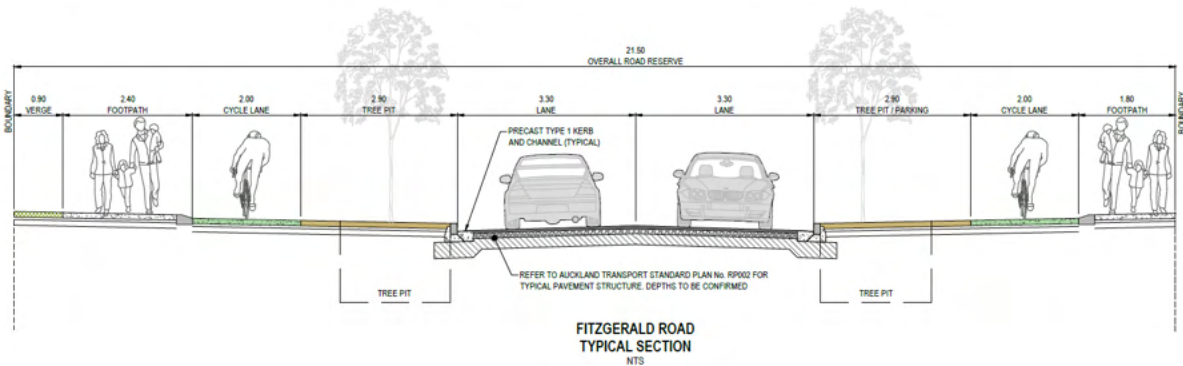 21.50
OVERALL ROAD RESERVE
BOUNDARY
0.90
VERGE
2.40
FOOTPATH
2.00
CYCLE LANE
2.90
TREE PIT
3.30
LANE
3.30
LANE
2.90
TREE PIT / PARKING
2.00
CYCLE LANE
1.80
FOOTPATH
BOUNDARY
PRECAST TYPE 1 KERB
AND CHANNEL (TYPICAL)
REFER TO AUCKLAND TRANSPORT STANDARD PLAN No. RP002 FOR
TYPICAL PAVEMENT STRUCTURE. DEPTHS TO BE CONFIRMED
TREE PIT
TREE PIT
FITZGERALD ROAD
TYPICAL SECTION
NTS